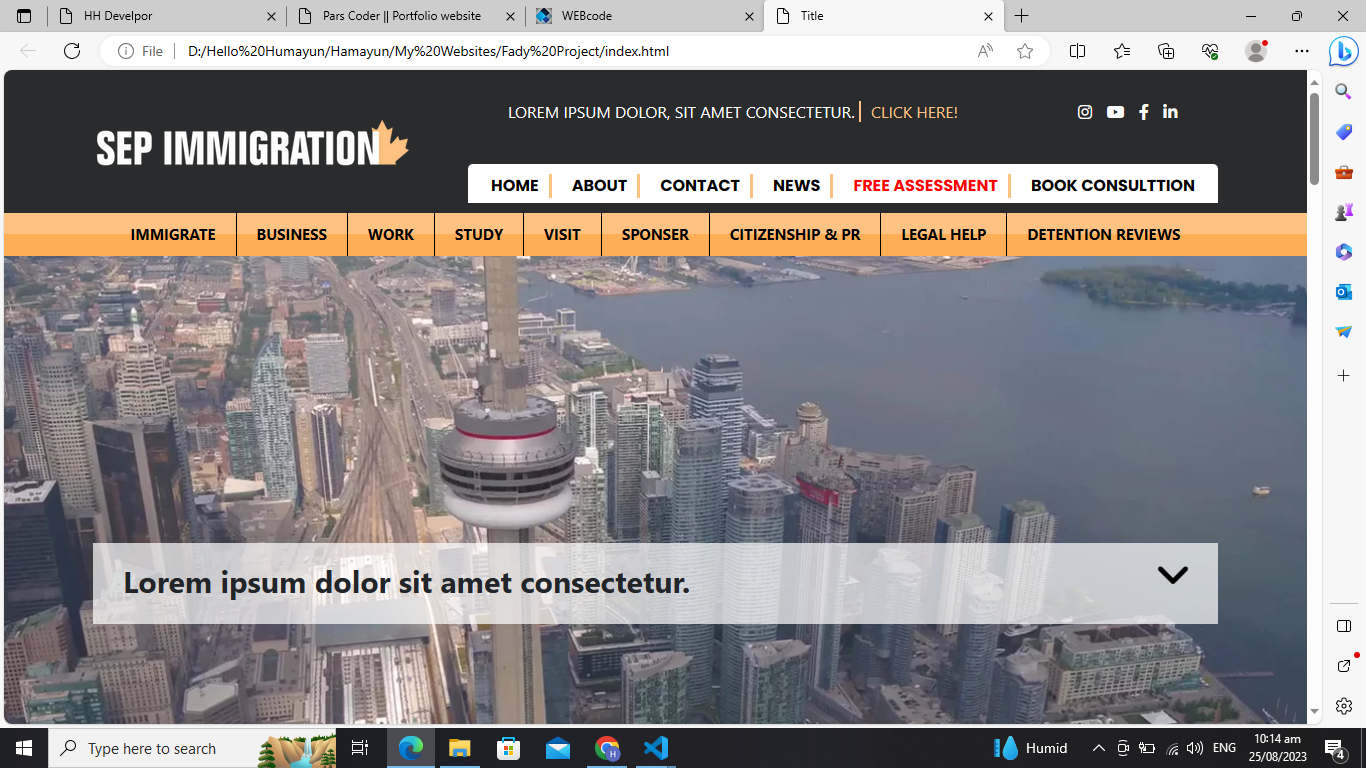 HH Develpor
Pars Coder || Portfolio website
WEBcode
Title
File
D:/Hello%20Humayun/Hamayun/My%20Websites/Fady%20Project/index.html
LOREM IPSUM DOLOR, SIT AMET CONSECTETUR. CLICK HERE!
SEP IMMIGRATION
HOME ABOUT CONTACT NEWS FREE ASSESSMENT BOOK CONSULTTION
IMMIGRATE BUSINESS WORK STUDY VISIT SPONSER CITIZENSHIP & PR LEGAL HELP DETENTION REVIEWS
Lorem ipsum dolor sit amet consectetur.
Type here to search
Humid
ENG
10:14 am
25/08/2023
4